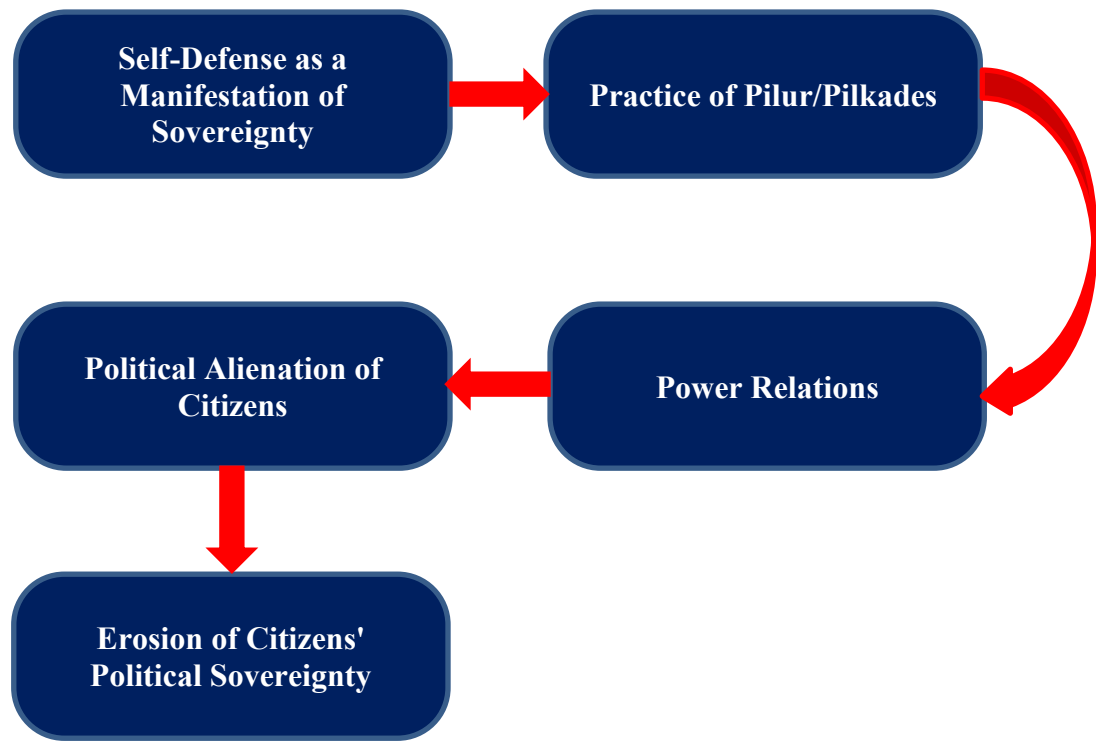 Self-Defense as a
Manifestation of
Sovereignty
Practice of Pilur/Pilkades
Power Relations
Political Alienation of
Citizens
Erosion of Citizens'
Political Sovereignty